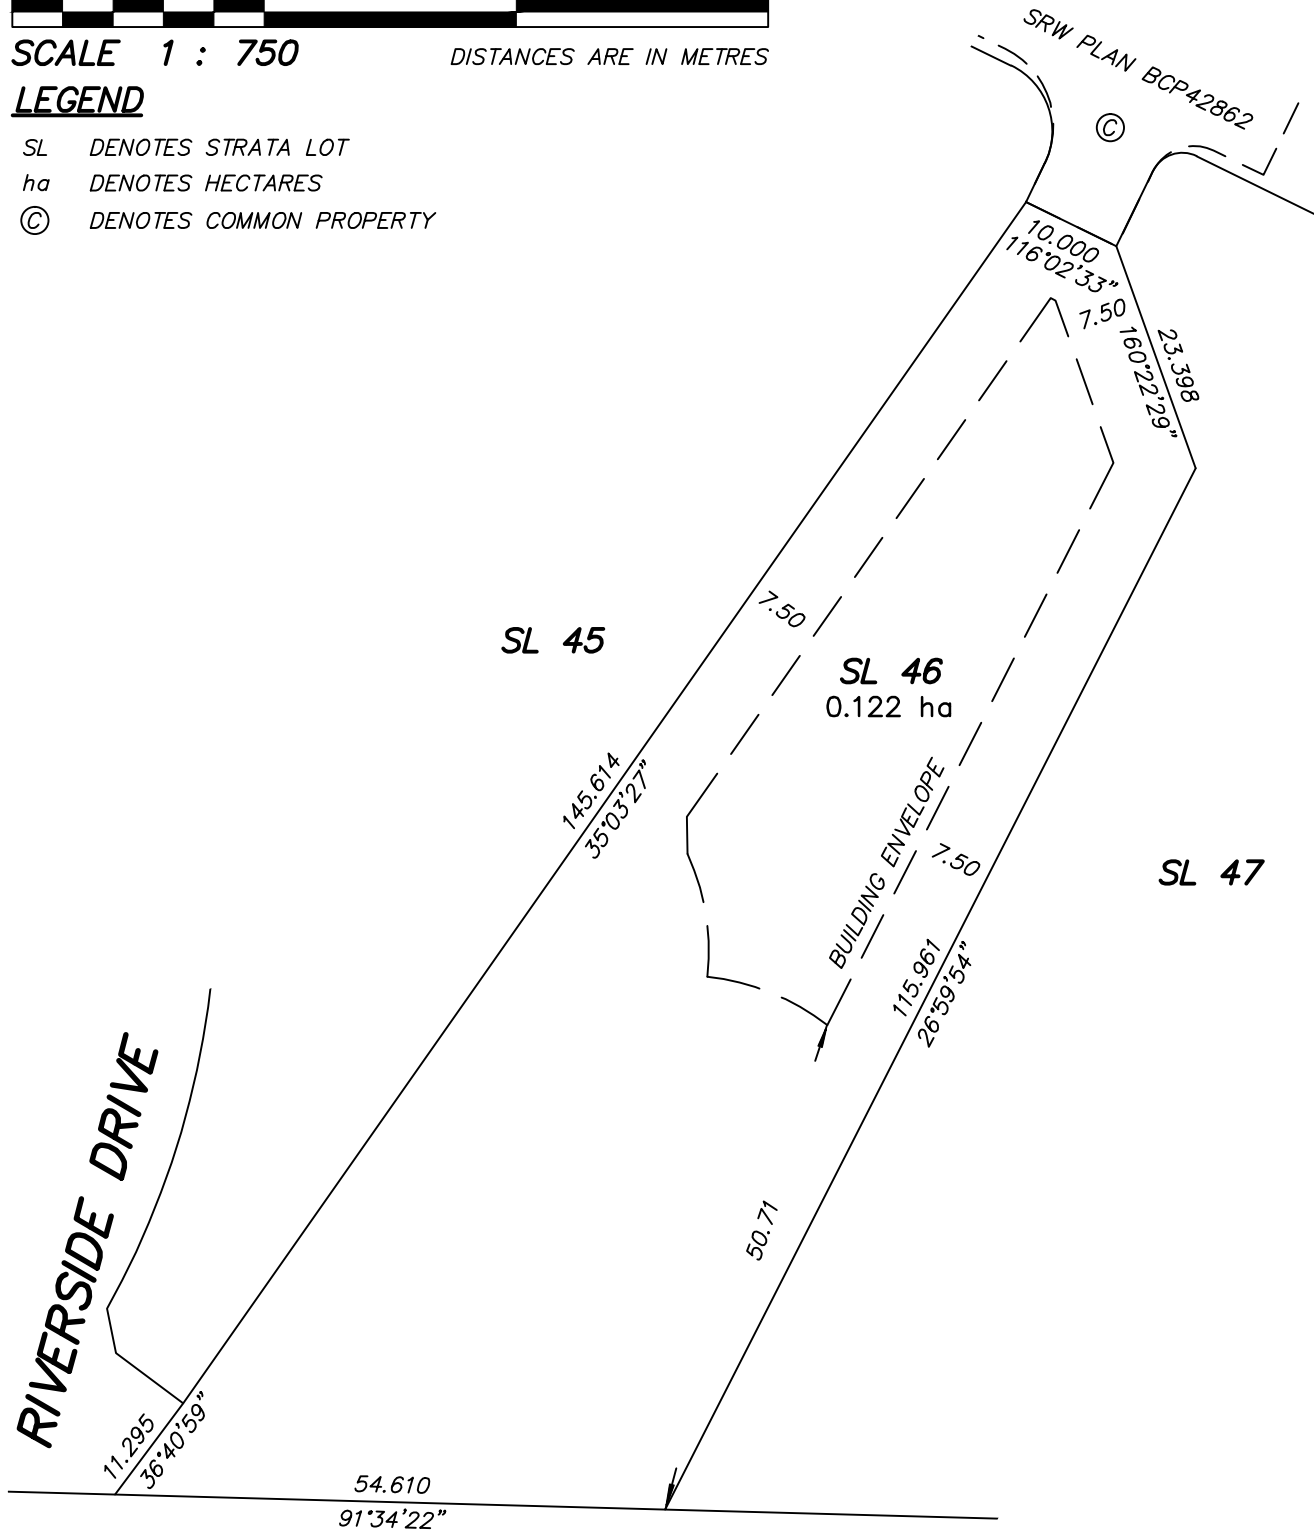 SCALE 1 : 750
DISTANCES ARE IN METRES
LEGEND
SL DENOTES STRATA LOT
ha DENOTES HECTARES
Ⓒ DENOTES COMMON PROPERTY
SRW PLAN BCP42862
Ⓒ
10.000
116°02'33"
7.50
23.398
160°22'29"
7.50
SL 45
SL 46
0.122 ha
145.614
35°03'27"
BUILDING ENVELOPE
7.50
SL 47
115.961
26°59'54"
50.71
RIVERSIDE DRIVE
11.295
36°40'59"
54.610
91°34'22"